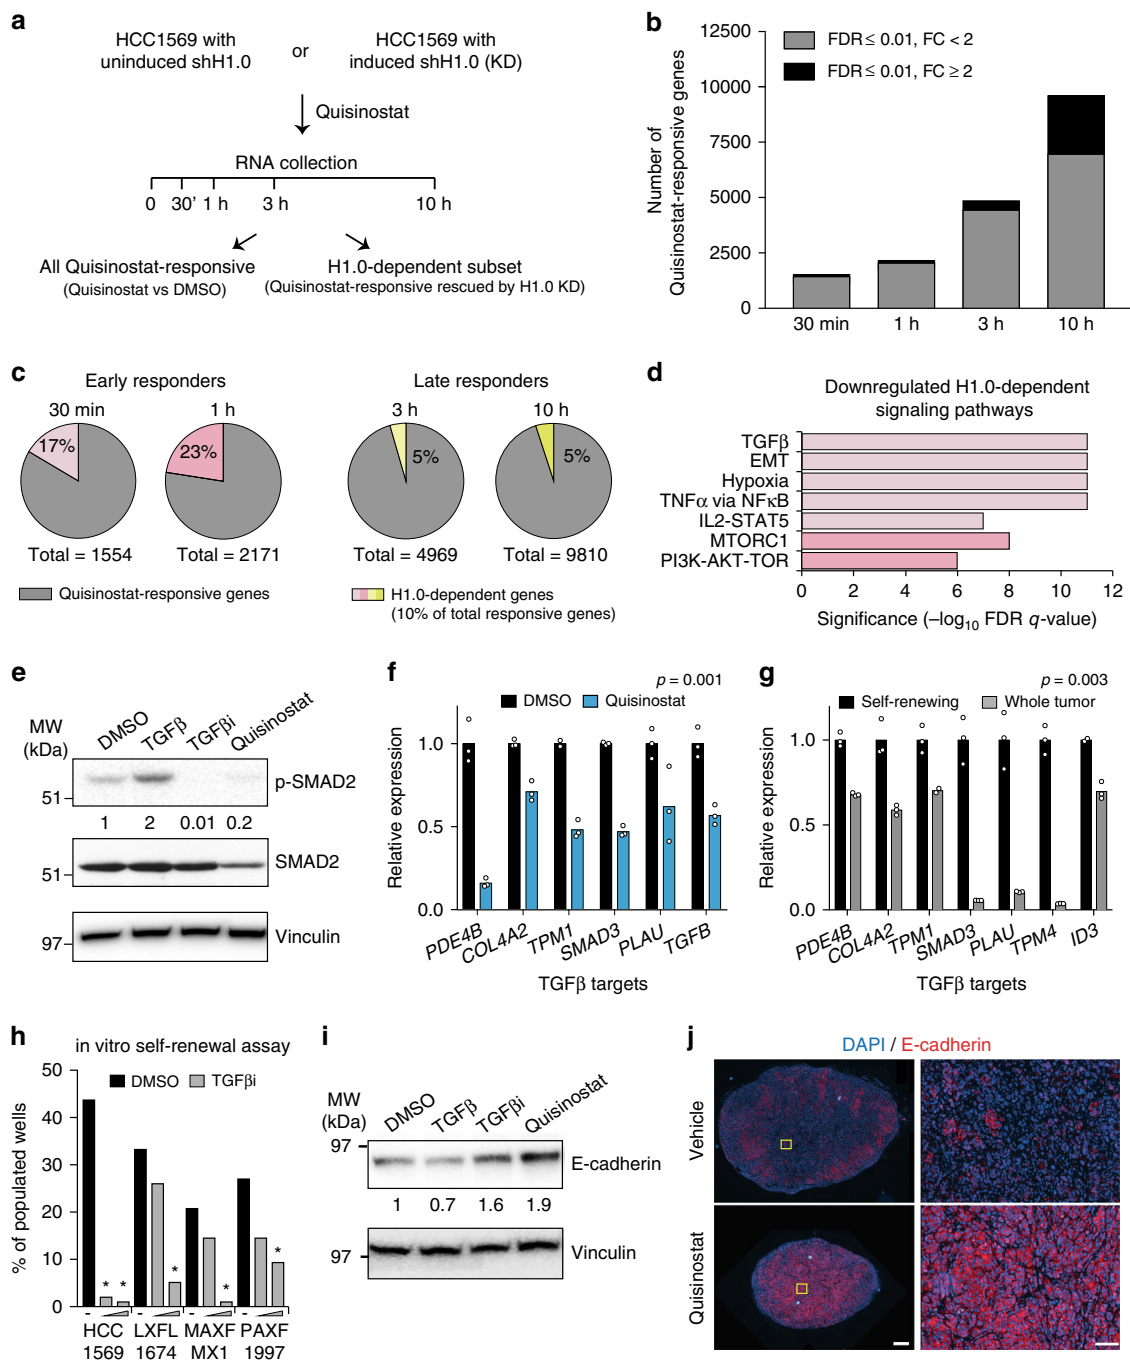 a
HCC1569 with
uninduced shH1.0
or
HCC1569 with
induced shH1.0 (KD)
Quisinostat
RNA collection
0 30' 1 h 3 h 10 h
All Quisinostat-responsive
(Quisinostat vs DMSO)
H1.0-dependent subset
(Quisinostat-responsive rescued by H1.0 KD)
b
Number of
Quisinostat-responsive genes
12500
10000
7500
5000
2500
0
FDR ≤ 0.01, FC < 2
FDR ≤ 0.01, FC ≥ 2
30 min 1 h 3 h 10 h
c
Early responders
Late responders
30 min
1 h
3 h
10 h
17%
23%
5%
5%
Total = 1554
Total = 2171
Total = 4969
Total = 9810
Quisinostat-responsive genes
H1.0-dependent genes
(10% of total responsive genes)
d
Downregulated H1.0-dependent
signaling pathways
TGFβ
EMT
Hypoxia
TNFα via NFκB
IL2-STAT5
MTORC1
PI3K-AKT-TOR
0 2 4 6 8 10 12
Significance (–log10 FDR q-value)
e
MW
(kDa)
DMSO
TGFβ
TGFβi
Quisinostat
p-SMAD2
51
1 2 0.01 0.2
SMAD2
51
Vinculin
97
f
p = 0.001
DMSO
Quisinostat
Relative expression
1.0
0.5
0.0
PDE4B
COL4A2
TPM1
SMAD3
PLAU
TGFB
TGFβ targets
g
p = 0.003
Self-renewing
Whole tumor
Relative expression
1.0
0.5
0.0
PDE4B
COL4A2
TPM1
SMAD3
PLAU
TPM4
ID3
TGFβ targets
h
in vitro self-renewal assay
DMSO
TGFβi
% of populated wells
50
40
30
20
10
0
* * * * *
- - - -
HCC
1569
LXFL
1674
MAXF
MX1
PAXF
1997
i
MW
(kDa)
DMSO
TGFβ
TGFβi
Quisinostat
97
E-cadherin
1 0.7 1.6 1.9
97
Vinculin
j
DAPI / E-cadherin
Vehicle
Quisinostat